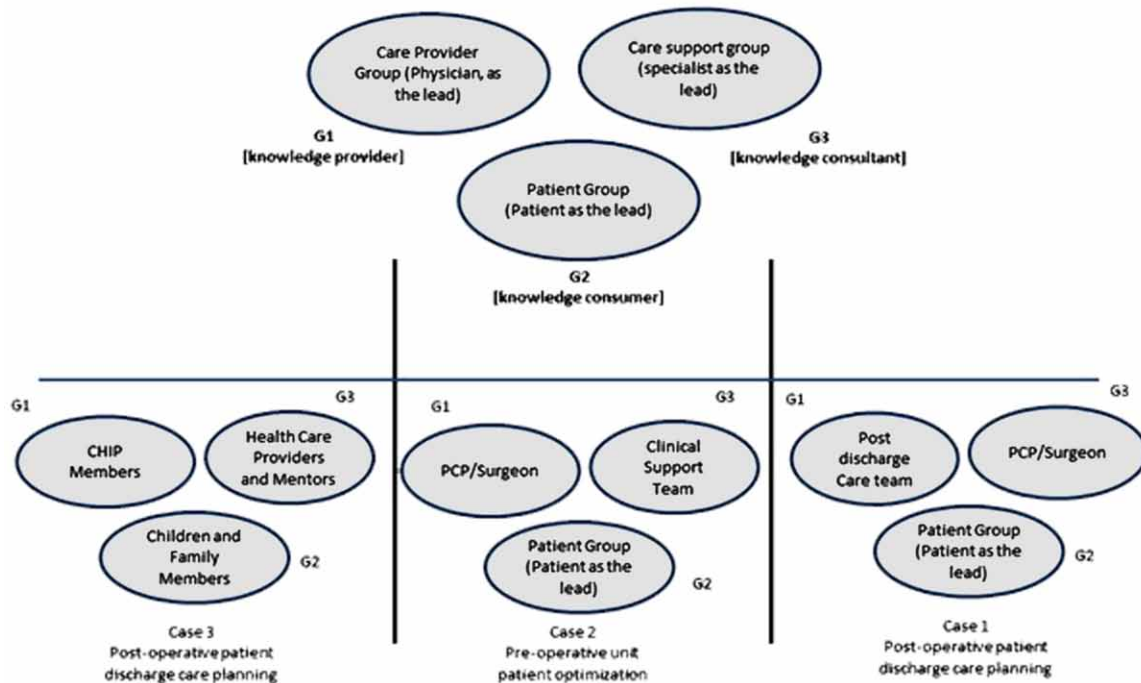 Care Provider
Group (Physician, as
the lead)
Care support group
(specialist as the
lead)
G1
[knowledge provider]
G3
[knowledge consultant]
Patient Group
(Patient as the lead)
G2
[knowledge consumer]
G1
G3
CHIP
Members
Health Care
Providers
and Mentors
Children and
Family
Members
G2
Case 3
Post-operative patient
discharge care planning
G1
G3
PCP/Surgeon
Clinical
Support
Team
Patient Group
(Patient as the
lead)
G2
Case 2
Pre-operative unit
patient optimization
G1
G3
Post
discharge
Care team
PCP/Surgeon
Patient Group
(Patient as the
lead)
G2
Case 1
Post-operative patient
discharge care planning